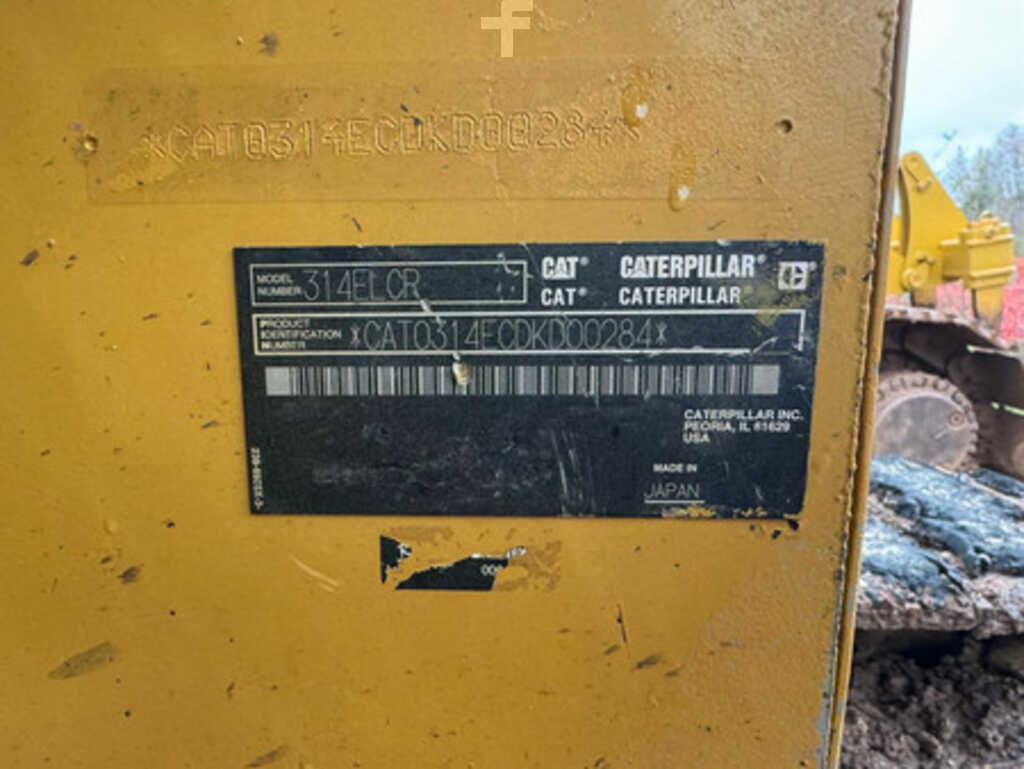 *CAT0314ECDKD00284*
MODEL NUMBER 314ELCR
CAT® CATERPILLAR®
CAT® CATERPILLAR
PRODUCT IDENTIFICATION NUMBER *CAT0314ECDKD00284*
CATERPILLAR INC.
PEORIA, IL 61629
USA
MADE IN
JAPAN